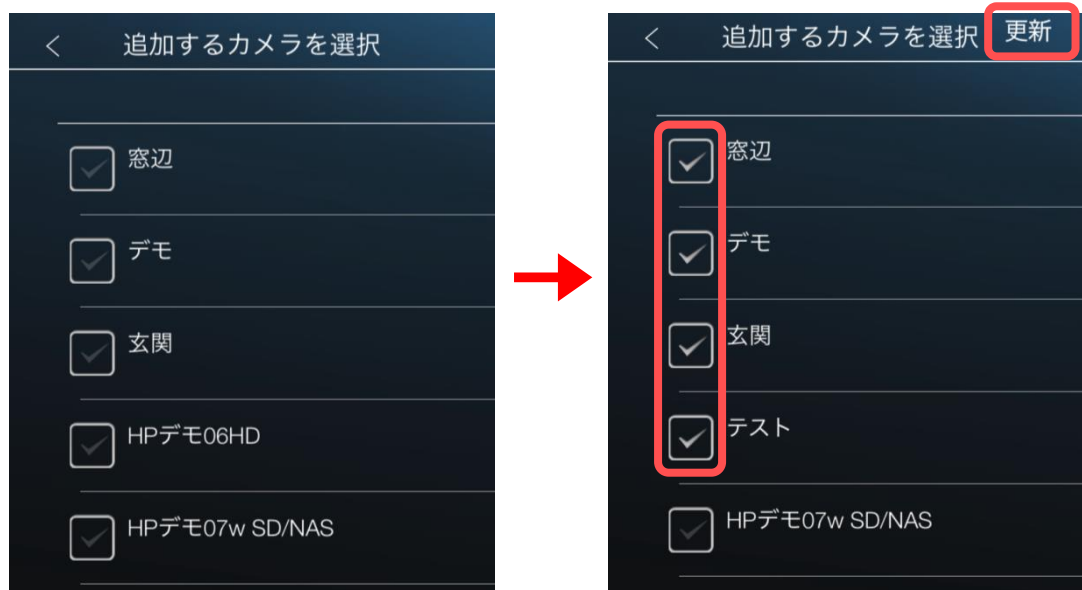 追加するカメラを選択
窓辺
デモ
玄関
HPデモ06HD
HPデモ07w SD/NAS
追加するカメラを選択 更新
窓辺
デモ
玄関
テスト
HPデモ07w SD/NAS